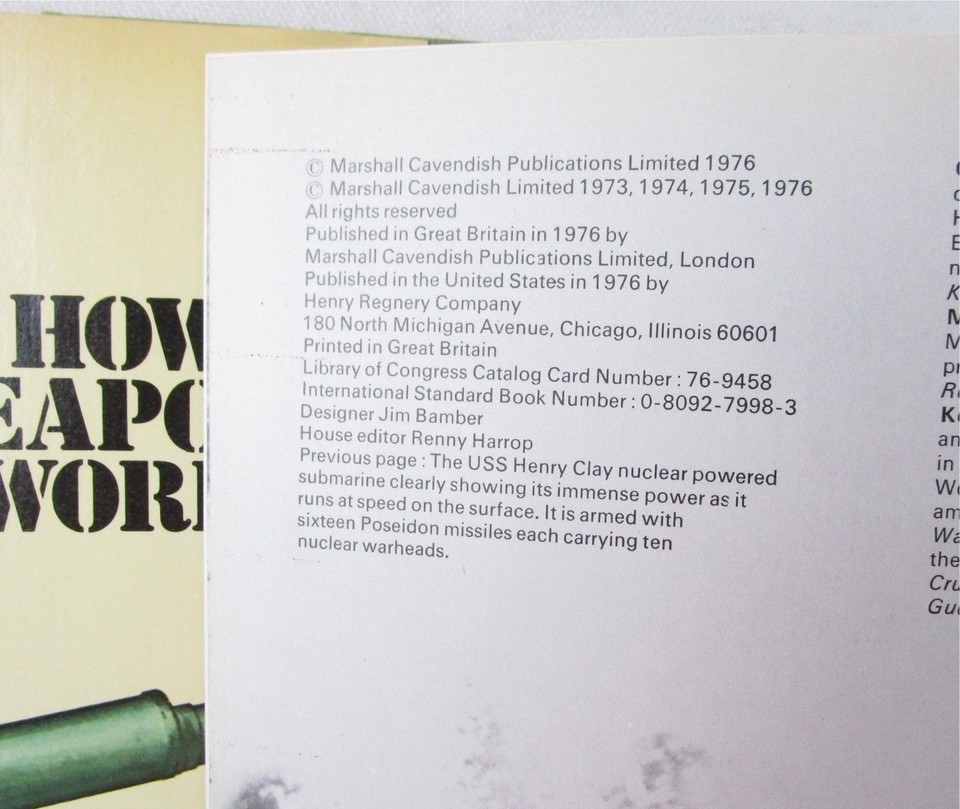 HOW
EAPO
WOR
© Marshall Cavendish Publications Limited 1976
© Marshall Cavendish Limited 1973, 1974, 1975, 1976
All rights reserved
Published in Great Britain in 1976 by
Marshall Cavendish Publications Limited, London
Published in the United States in 1976 by
Henry Regnery Company
180 North Michigan Avenue, Chicago, Illinois 60601
Printed in Great Britain
Library of Congress Catalog Card Number : 76-9458
International Standard Book Number : 0-8092-7998-3
Designer Jim Bamber
House editor Renny Harrop
Previous page : The USS Henry Clay nuclear powered
submarine clearly showing its immense power as it
runs at speed on the surface. It is armed with
sixteen Poseidon missiles each carrying ten
nuclear warheads.
an
in
am
the